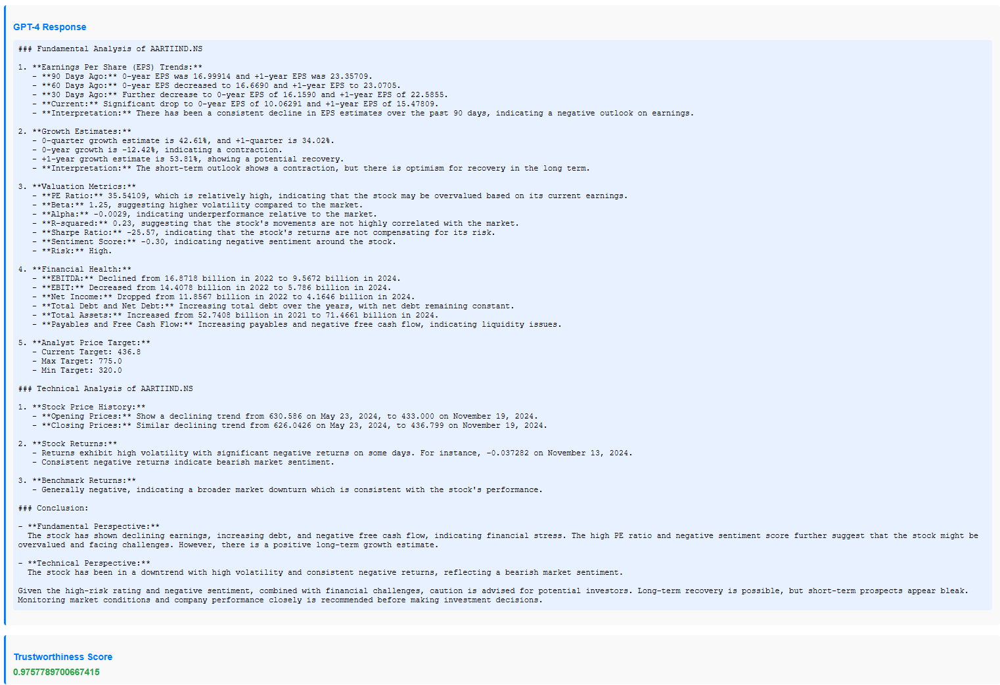 GPT-4 Response
### Fundamental Analysis of AARTIIND.NS
1. **Earnings Per Share (EPS) Trends:**
- **90 Days Ago:** 0-year EPS was 16.99914 and +1-year EPS was 23.35709.
- **60 Days Ago:** 0-year EPS decreased to 16.6690 and +1-year EPS to 23.0705.
- **30 Days Ago:** Further decrease to 0-year EPS of 16.1590 and +1-year EPS of 22.5855.
- **Current:** Significant drop to 0-year EPS of 10.06291 and +1-year EPS of 15.47809.
- **Interpretation:** There has been a consistent decline in EPS estimates over the past 90 days, indicating a negative outlook on earnings.
2. **Growth Estimates:**
- 0-quarter growth estimate is 42.61%, and +1-quarter is 34.02%.
- 0-year growth is -12.42%, indicating a contraction.
- +1-year growth estimate is 53.81%, showing a potential recovery.
- **Interpretation:** The short-term outlook shows a contraction, but there is optimism for recovery in the long term.
3. **Valuation Metrics:**
- **PE Ratio:** 35.54109, which is relatively high, indicating that the stock may be overvalued based on its current earnings.
- **Beta:** 1.25, suggesting higher volatility compared to the market.
- **Alpha:** -0.0029, indicating underperformance relative to the market.
- **R-squared:** 0.23, suggesting that the stock's movements are not highly correlated with the market.
- **Sharpe Ratio:** -25.57, indicating that the stock's returns are not compensating for its risk.
- **Sentiment Score:** -0.30, indicating negative sentiment around the stock.
- **Risk:** High.
4. **Financial Health:**
- **EBITDA:** Declined from 16.8718 billion in 2022 to 9.5672 billion in 2024.
- **EBIT:** Decreased from 14.4078 billion in 2022 to 5.786 billion in 2024.
- **Net Income:** Dropped from 11.8567 billion in 2022 to 4.1646 billion in 2024.
- **Total Debt and Net Debt:** Increasing total debt over the years, with net debt remaining constant.
- **Total Assets:** Increased from 52.7408 billion in 2021 to 71.4661 billion in 2024.
- **Payables and Free Cash Flow:** Increasing payables and negative free cash flow, indicating liquidity issues.
5. **Analyst Price Target:**
- Current Target: 436.8
- Max Target: 775.0
- Min Target: 320.0
### Technical Analysis of AARTIIND.NS
1. **Stock Price History:**
- **Opening Prices:** Show a declining trend from 630.586 on May 23, 2024, to 433.000 on November 19, 2024.
- **Closing Prices:** Similar declining trend from 626.0426 on May 23, 2024, to 436.799 on November 19, 2024.
2. **Stock Returns:**
- Returns exhibit high volatility with significant negative returns on some days. For instance, -0.037282 on November 13, 2024.
- Consistent negative returns indicate bearish market sentiment.
3. **Benchmark Returns:**
- Generally negative, indicating a broader market downturn which is consistent with the stock's performance.
### Conclusion:
- **Fundamental Perspective:**
The stock has shown declining earnings, increasing debt, and negative free cash flow, indicating financial stress. The high PE ratio and negative sentiment score further suggest that the stock might be
overvalued and facing challenges. However, there is a positive long-term growth estimate.
- **Technical Perspective:**
The stock has been in a downtrend with high volatility and consistent negative returns, reflecting a bearish market sentiment.
Given the high-risk rating and negative sentiment, combined with financial challenges, caution is advised for potential investors. Long-term recovery is possible, but short-term prospects appear bleak.
Monitoring market conditions and company performance closely is recommended before making investment decisions.
Trustworthiness Score
0.9757789700667415